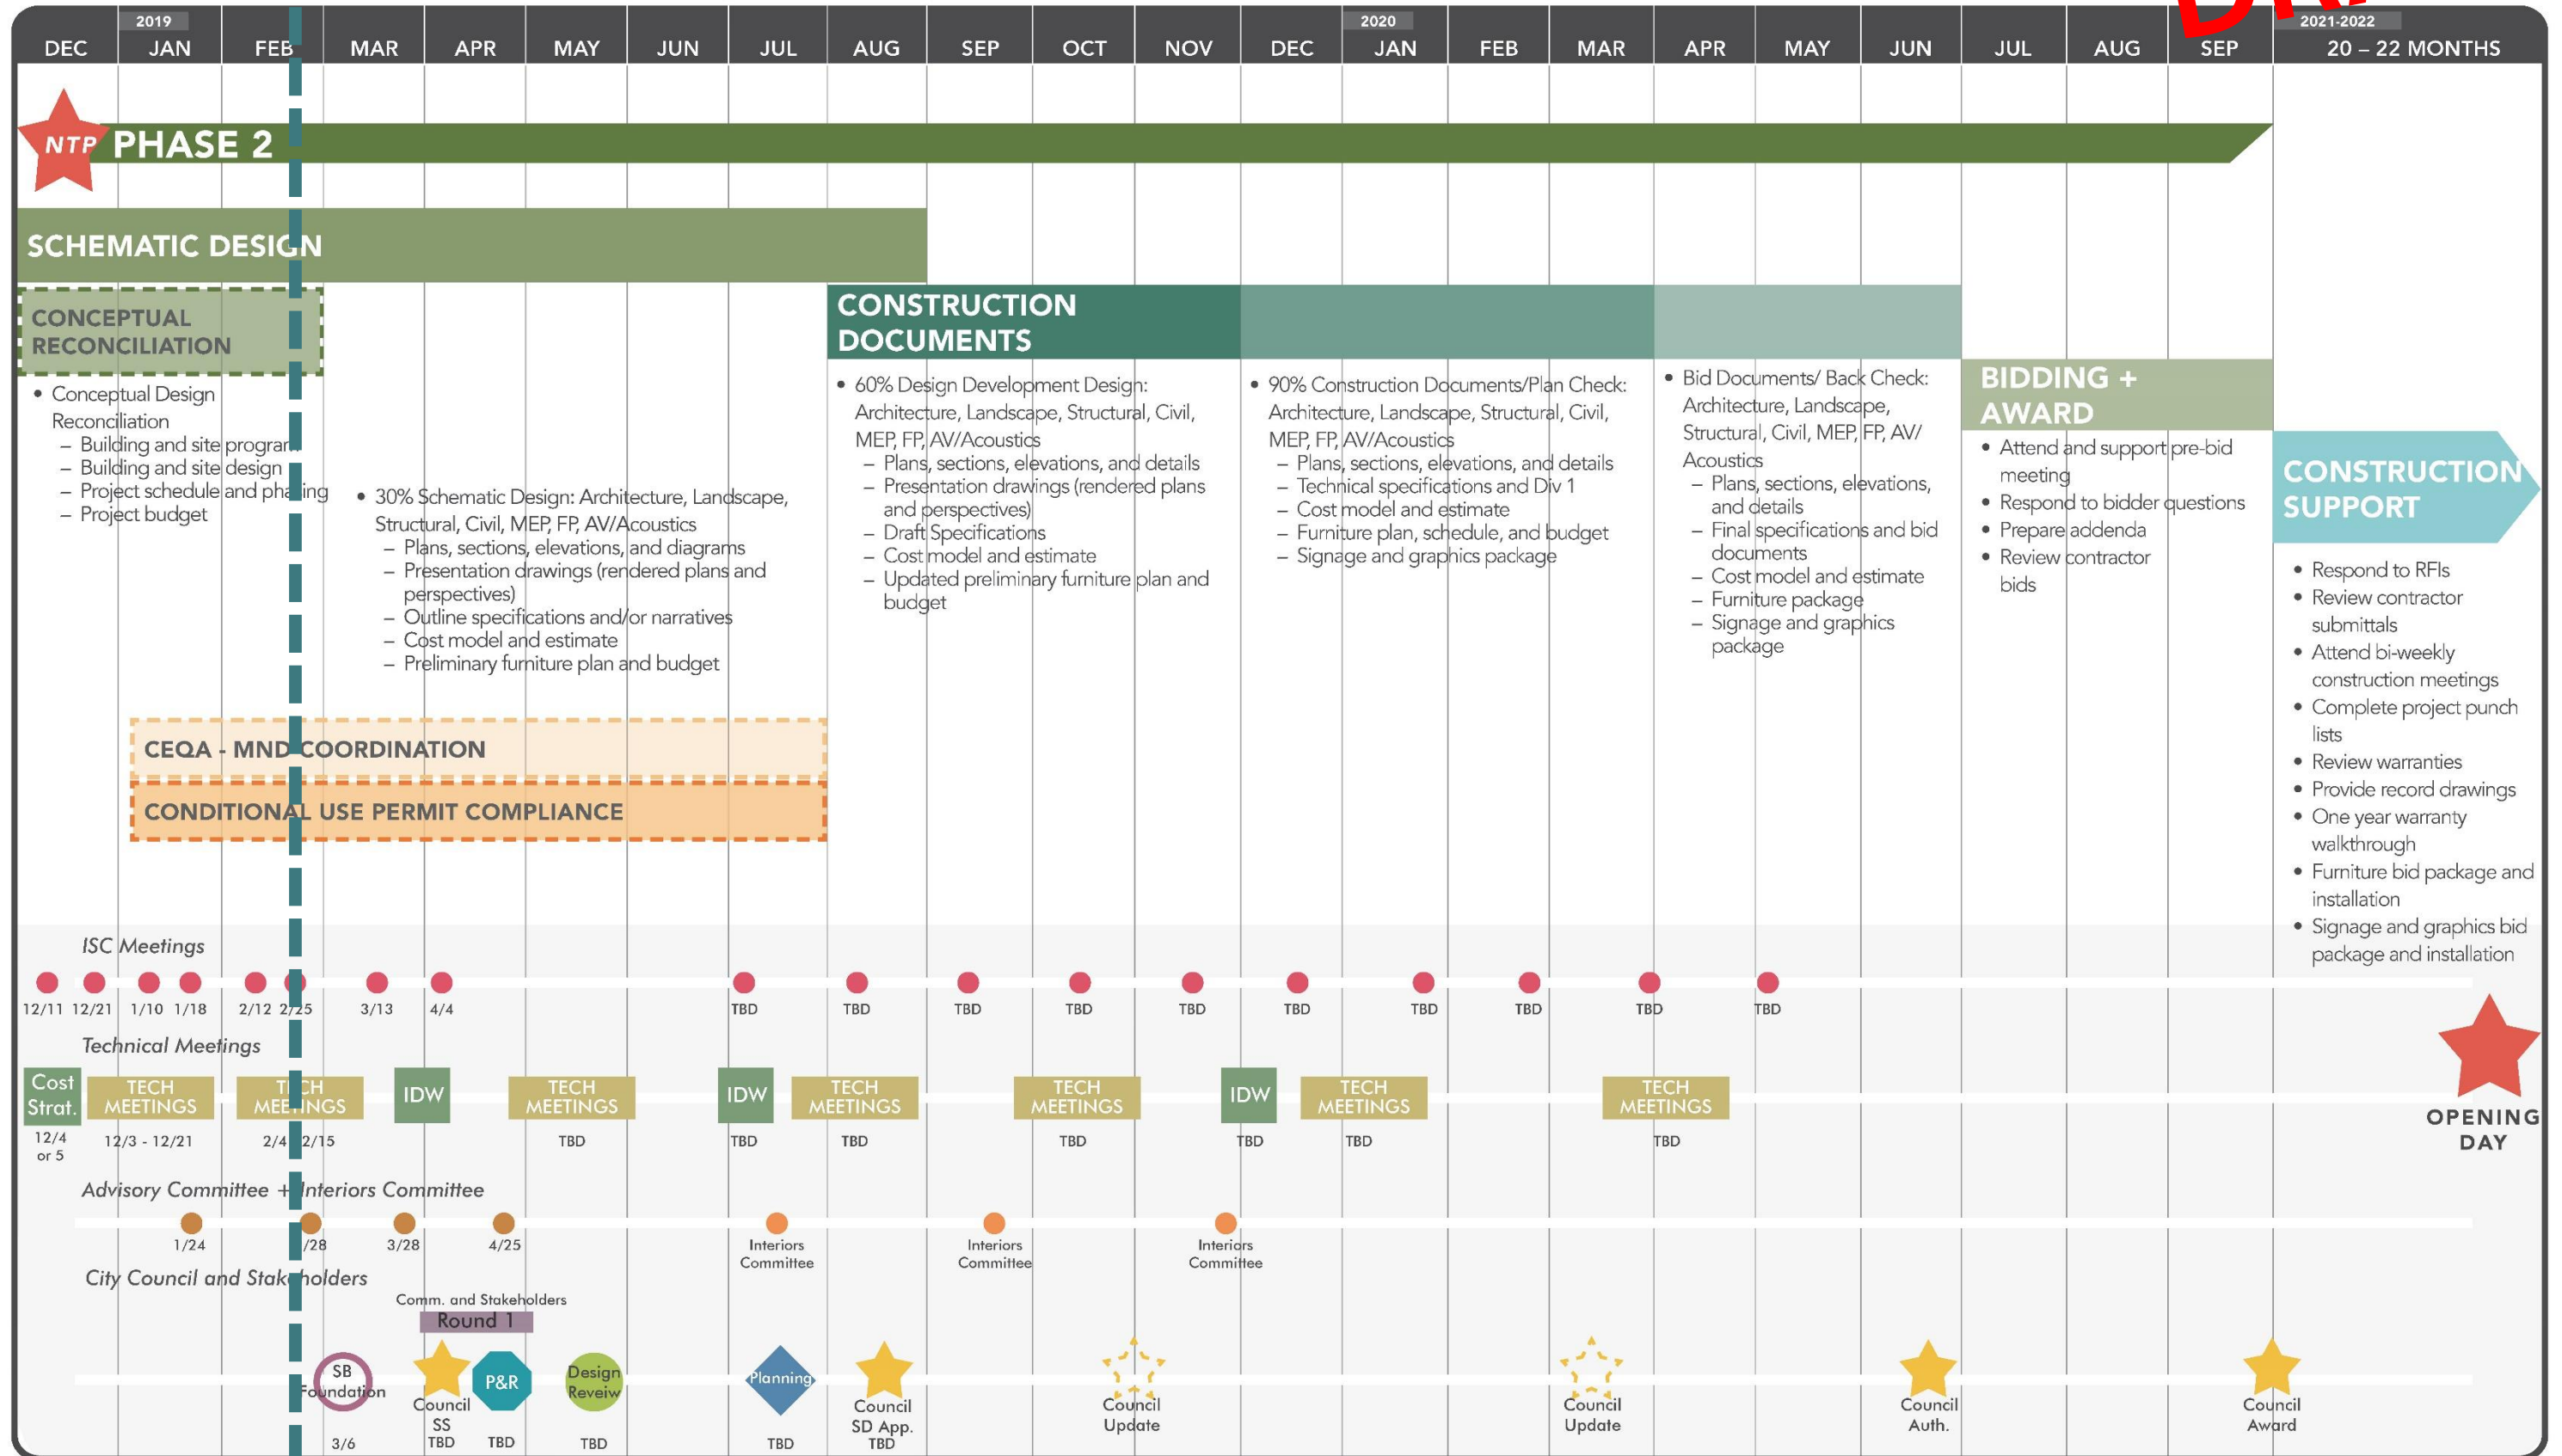 2019
2020
2021-2022
DEC JAN FEB MAR APR MAY JUN JUL AUG SEP OCT NOV DEC JAN FEB MAR APR MAY JUN JUL AUG SEP 20 – 22 MONTHS
NTP PHASE 2
SCHEMATIC DESIGN
CONCEPTUAL
RECONCILIATION
• Conceptual Design
Reconciliation
– Building and site program
– Building and site design
– Project schedule and phasing
– Project budget
• 30% Schematic Design: Architecture, Landscape,
Structural, Civil, MEP, FP, AV/Acoustics
– Plans, sections, elevations, and diagrams
– Presentation drawings (rendered plans and
perspectives)
– Outline specifications and/or narratives
– Cost model and estimate
– Preliminary furniture plan and budget
CONSTRUCTION
DOCUMENTS
• 60% Design Development Design:
Architecture, Landscape, Structural, Civil,
MEP, FP, AV/Acoustics
– Plans, sections, elevations, and details
– Presentation drawings (rendered plans
and perspectives)
– Draft Specifications
– Cost model and estimate
– Updated preliminary furniture plan and
budget
• 90% Construction Documents/Plan Check:
Architecture, Landscape, Structural, Civil,
MEP, FP, AV/Acoustics
– Plans, sections, elevations, and details
– Technical specifications and Div 1
– Cost model and estimate
– Furniture plan, schedule, and budget
– Signage and graphics package
• Bid Documents/ Back Check:
Architecture, Landscape,
Structural, Civil, MEP, FP, AV/
Acoustics
– Plans, sections, elevations,
and details
– Final specifications and bid
documents
– Cost model and estimate
– Furniture package
– Signage and graphics
package
BIDDING +
AWARD
• Attend and support pre-bid
meeting
• Respond to bidder questions
• Prepare addenda
• Review contractor
bids
CONSTRUCTION
SUPPORT
• Respond to RFIs
• Review contractor
submittals
• Attend bi-weekly
construction meetings
• Complete project punch
lists
• Review warranties
• Provide record drawings
• One year warranty
walkthrough
• Furniture bid package and
installation
• Signage and graphics bid
package and installation
CEQA - MND COORDINATION
CONDITIONAL USE PERMIT COMPLIANCE
ISC Meetings
12/11 12/21 1/10 1/18 2/12 2/25 3/13 4/4 TBD TBD TBD TBD TBD TBD TBD TBD TBD TBD
Technical Meetings
Cost
Strat.
12/4
or 5
TECH
MEETINGS
12/3 - 12/21
TECH
MEETINGS
2/4 2/15
IDW
TECH
MEETINGS
TBD
IDW
TBD
TECH
MEETINGS
TBD
TECH
MEETINGS
TBD
IDW
TBD
TECH
MEETINGS
TBD
TECH
MEETINGS
TBD
OPENING
DAY
Advisory Committee + Interiors Committee
1/24 /28 3/28 4/25
Interiors
Committee
Interiors
Committee
Interiors
Committee
City Council and Stakeholders
Comm. and Stakeholders
Round 1
SB
Foundation
3/6
Council
SS
TBD
P&R
TBD
Design
Reveiw
TBD
Planning
TBD
Council
SD App.
TBD
Council
Update
Council
Update
Council
Auth.
Council
Award